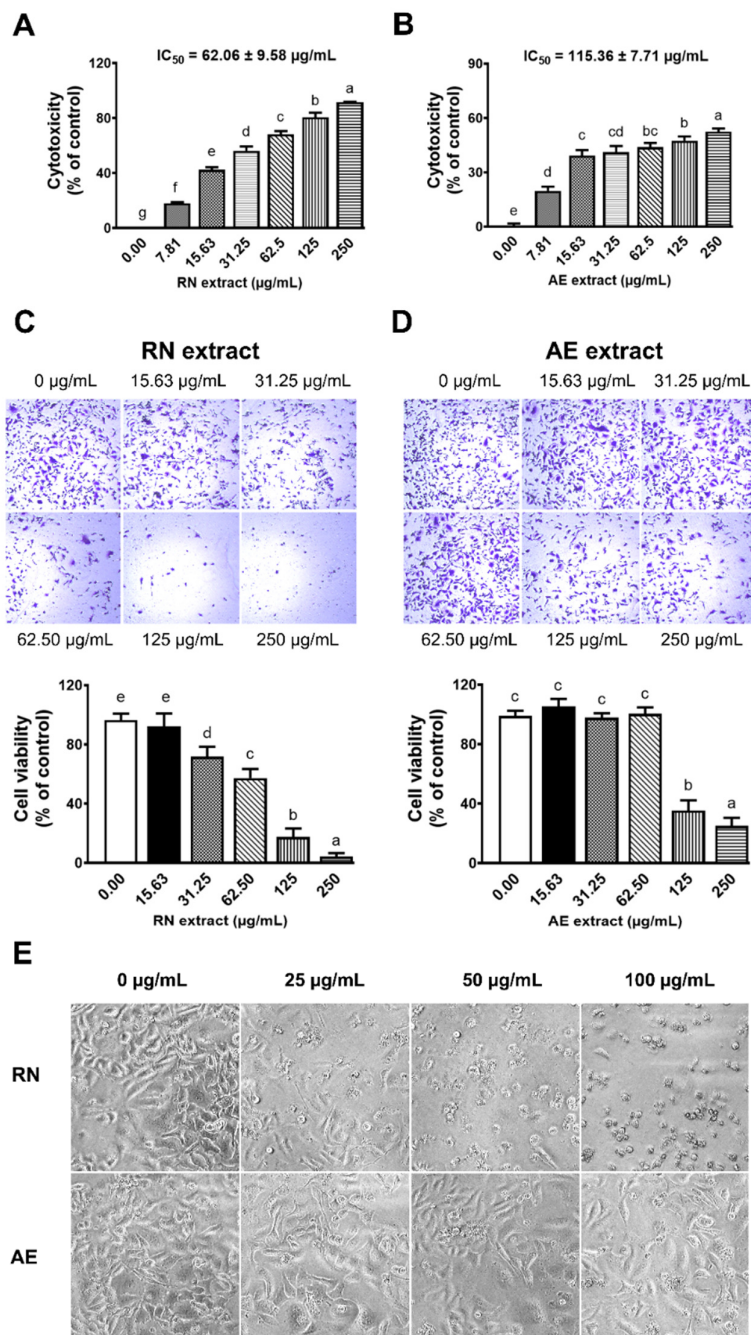 A
IC50 = 62.06 ± 9.58 µg/mL
Cytotoxicity
(% of control)
120
80
40
0
g
f
e
d
c
b
a
0.00
7.81
15.63
31.25
62.5
125
250
RN extract (µg/mL)
B
IC50 = 115.36 ± 7.71 µg/mL
Cytotoxicity
(% of control)
90
60
30
0
e
d
c
cd
bc
b
a
0.00
7.81
15.63
31.25
62.5
125
250
AE extract (µg/mL)
C
RN extract
0 µg/mL 15.63 µg/mL 31.25 µg/mL
62.50 µg/mL 125 µg/mL 250 µg/mL
Cell viability
(% of control)
120
80
40
0
e
e
d
c
b
a
0.00
15.63
31.25
62.50
125
250
RN extract (µg/mL)
D
AE extract
0 µg/mL 15.63 µg/mL 31.25 µg/mL
62.50 µg/mL 125 µg/mL 250 µg/mL
Cell viability
(% of control)
120
80
40
0
c
c
c
c
b
a
0.00
15.63
31.25
62.50
125
250
AE extract (µg/mL)
E
0 µg/mL 25 µg/mL 50 µg/mL 100 µg/mL
RN
AE